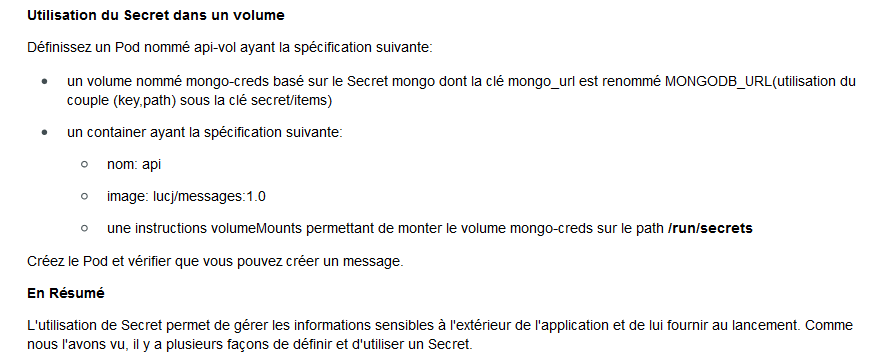 Utilisation du Secret dans un volume
Définissez un Pod nommé api-vol ayant la spécification suivante:
un volume nommé mongo-creds basé sur le Secret mongo dont la clé mongo_url est renommé MONGODB_URL(utilisation du
couple (key,path) sous la clé secret/items)
un container ayant la spécification suivante:
nom: api
image: lucj/messages:1.0
une instructions volumeMounts permettant de monter le volume mongo-creds sur le path /run/secrets
Créez le Pod et vérifier que vous pouvez créer un message.
En Résumé
L'utilisation de Secret permet de gérer les informations sensibles à l'extérieur de l'application et de lui fournir au lancement. Comme
nous l'avons vu, il y a plusieurs façons de définir et d'utiliser un Secret.